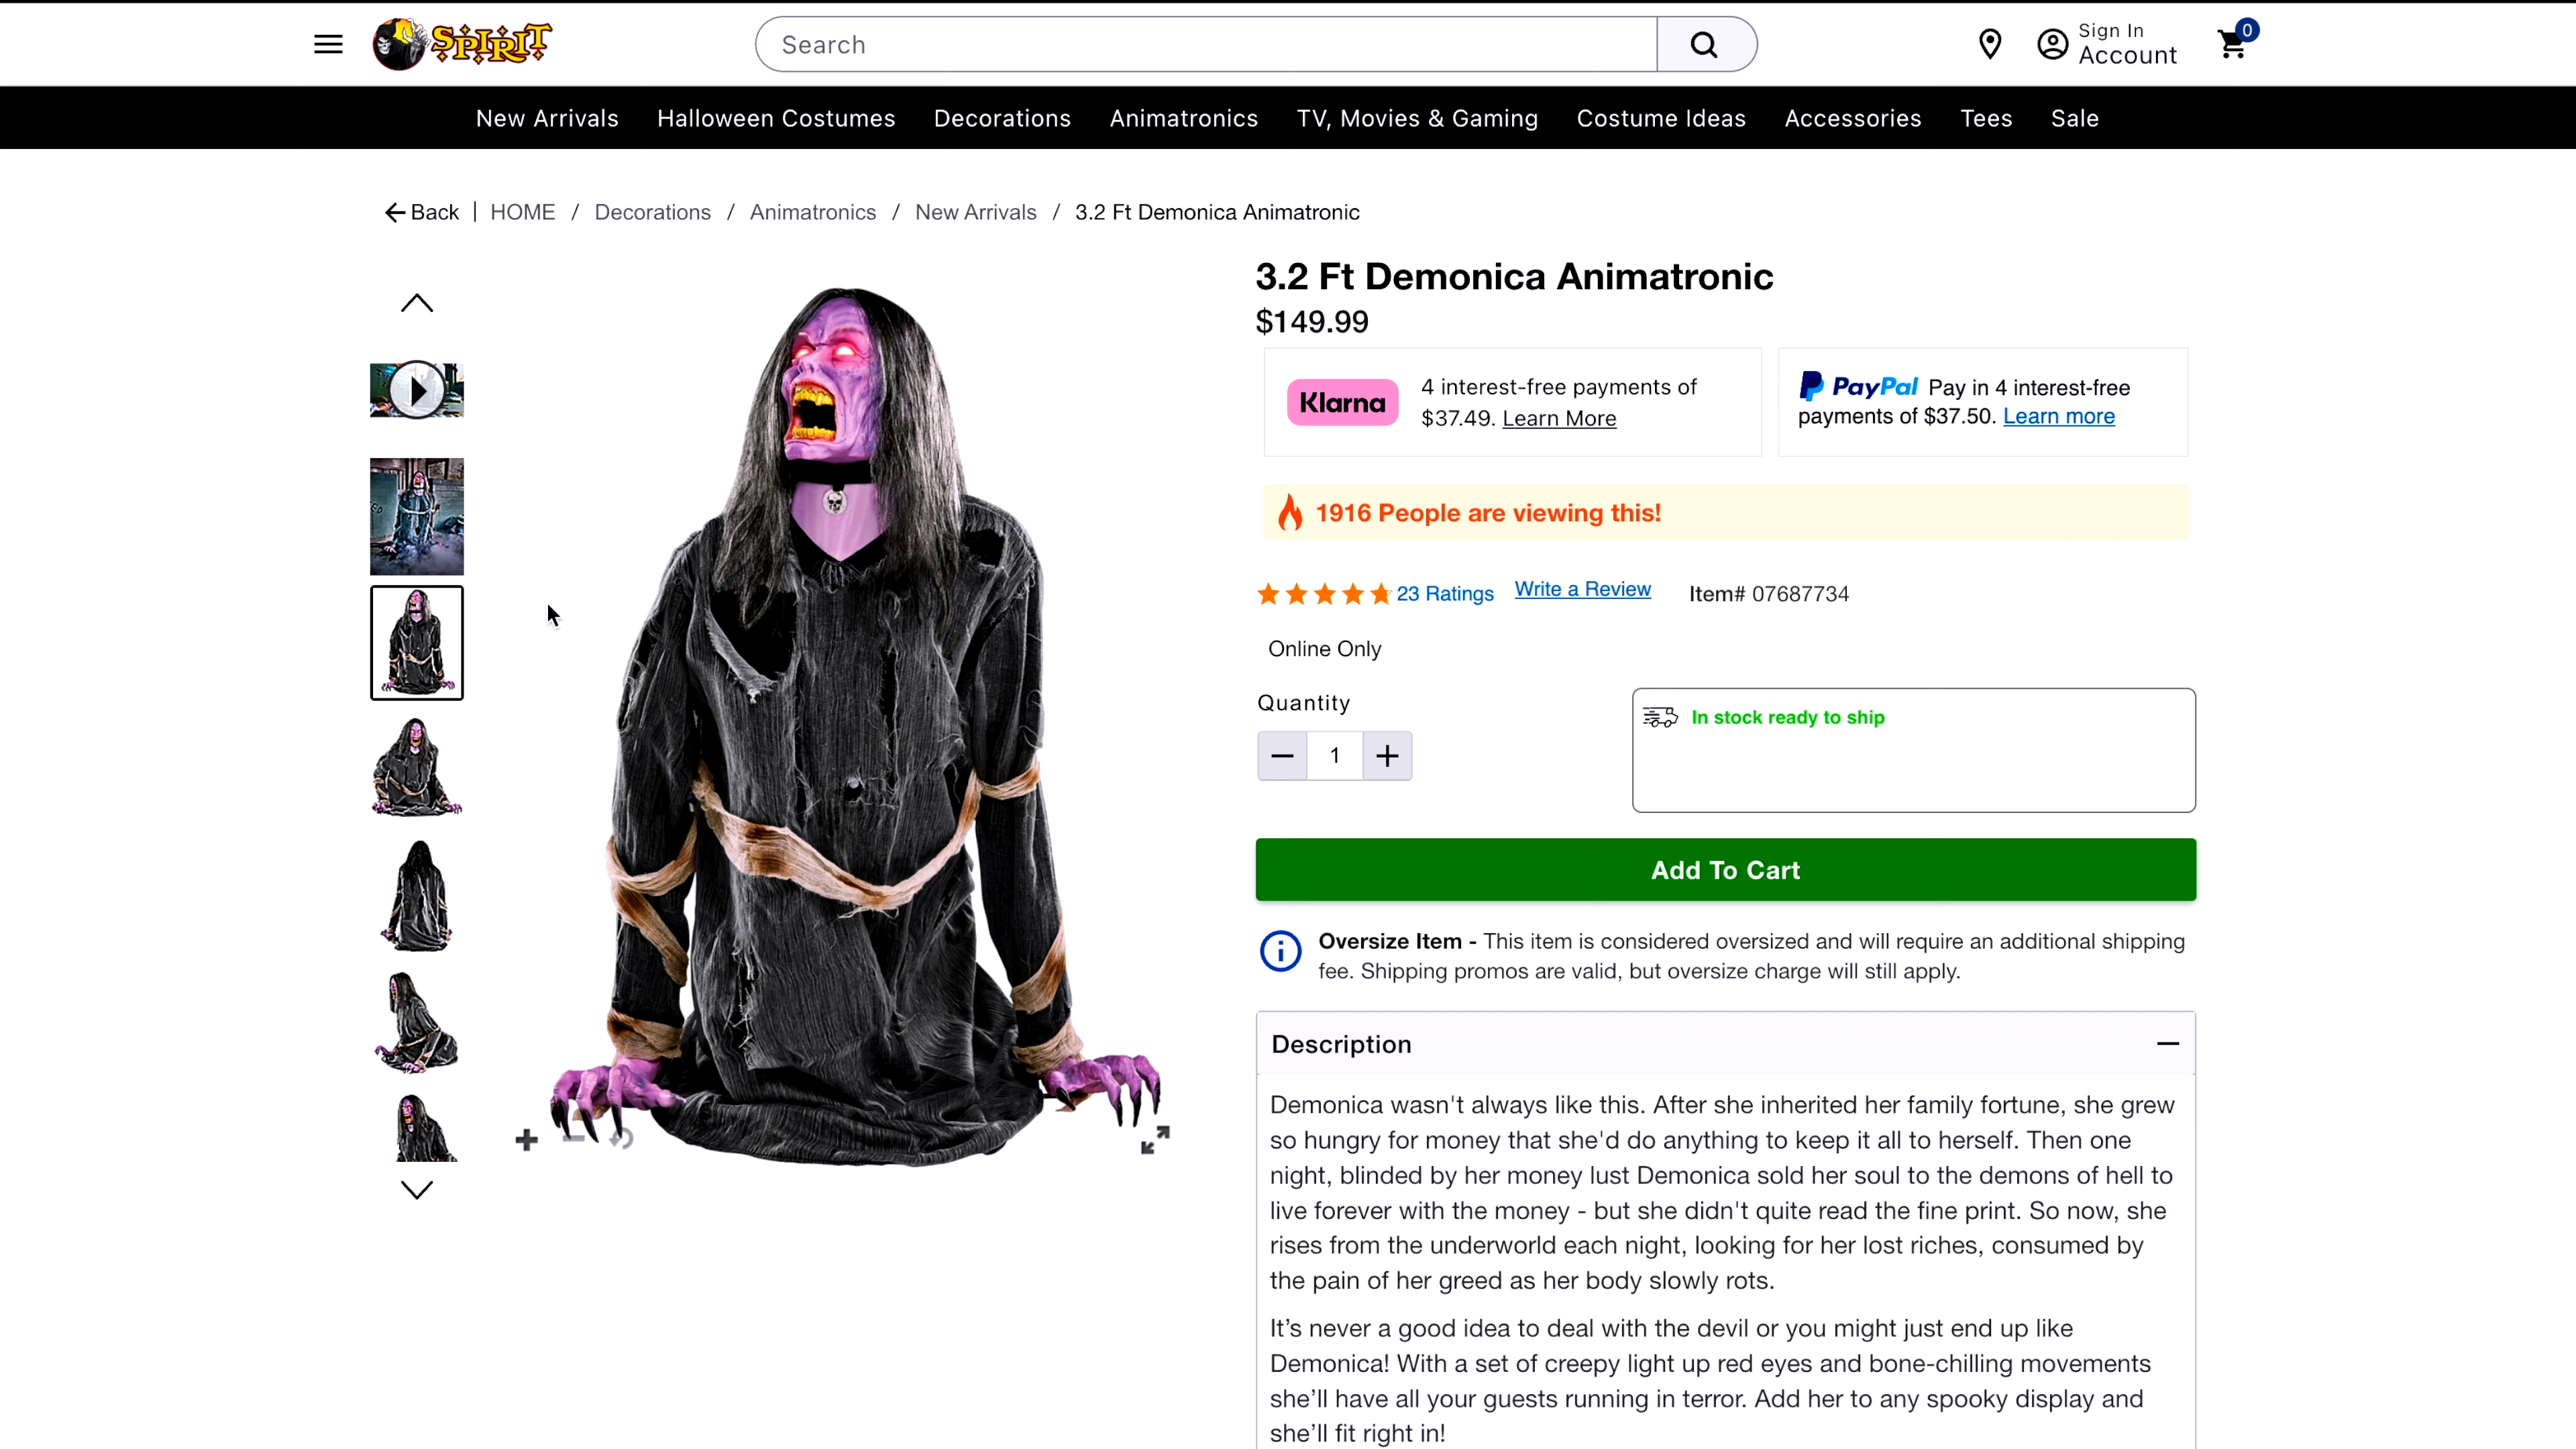 SPIRIT
Search
Sign In
Account
0
New Arrivals Halloween Costumes Decorations Animatronics TV, Movies & Gaming Costume Ideas Accessories Tees Sale
Back | HOME / Decorations / Animatronics / New Arrivals / 3.2 Ft Demonica Animatronic
3.2 Ft Demonica Animatronic
$149.99
Klarna
4 interest-free payments of
$37.49. Learn More
PayPal Pay in 4 interest-free
payments of $37.50. Learn more
1916 People are viewing this!
23 Ratings Write a Review Item# 07687734
Online Only
Quantity
1
In stock ready to ship
Add To Cart
Oversize Item - This item is considered oversized and will require an additional shipping
fee. Shipping promos are valid, but oversize charge will still apply.
Description
Demonica wasn't always like this. After she inherited her family fortune, she grew
so hungry for money that she'd do anything to keep it all to herself. Then one
night, blinded by her money lust Demonica sold her soul to the demons of hell to
live forever with the money - but she didn't quite read the fine print. So now, she
rises from the underworld each night, looking for her lost riches, consumed by
the pain of her greed as her body slowly rots.
It’s never a good idea to deal with the devil or you might just end up like
Demonica! With a set of creepy light up red eyes and bone-chilling movements
she’ll have all your guests running in terror. Add her to any spooky display and
she’ll fit right in!